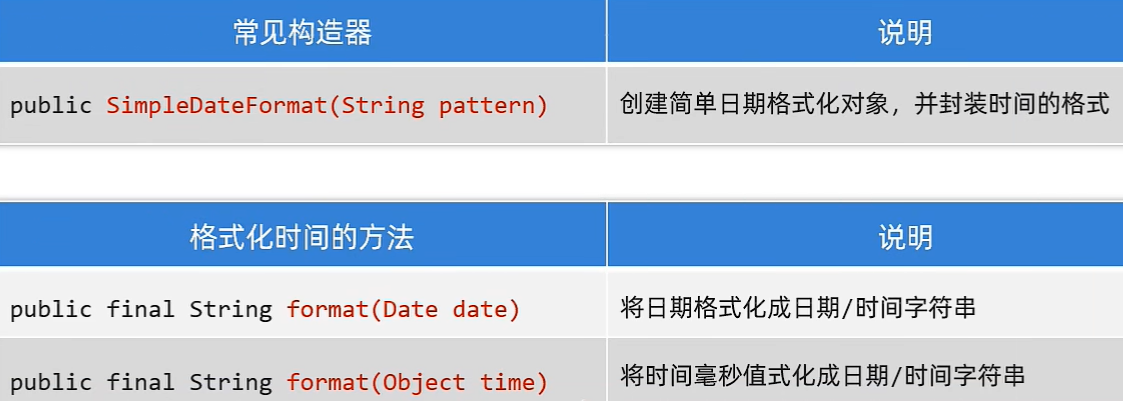 常见构造器 说明
public SimpleDateFormat(String pattern) 创建简单日期格式化对象，并封装时间的格式
格式化时间的方法 说明
public final String format(Date date) 将日期格式化成日期/时间字符串
public final String format(Object time) 将时间毫秒值式化成日期/时间字符串